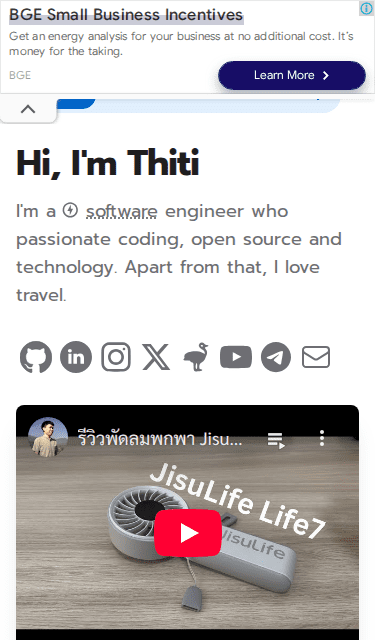 BGE Small Business Incentives
Get an energy analysis for your business at no additional cost. It's
money for the taking.
BGE
Learn More
Hi, I'm Thiti
I'm a software engineer who
passionate coding, open source and
technology. Apart from that, I love
travel.
รีวิวพัดลมพกพา Jisu...
JisuLife Life7
JisuLife